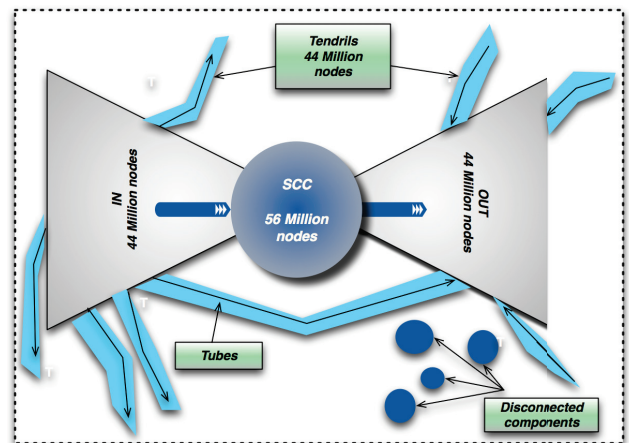 Tendrils
44 Million
nodes
T
IN
44 Million nodes
SCC
56 Million
nodes
OUT
44 Million nodes
T
T
T
Tubes
Disconnected
components